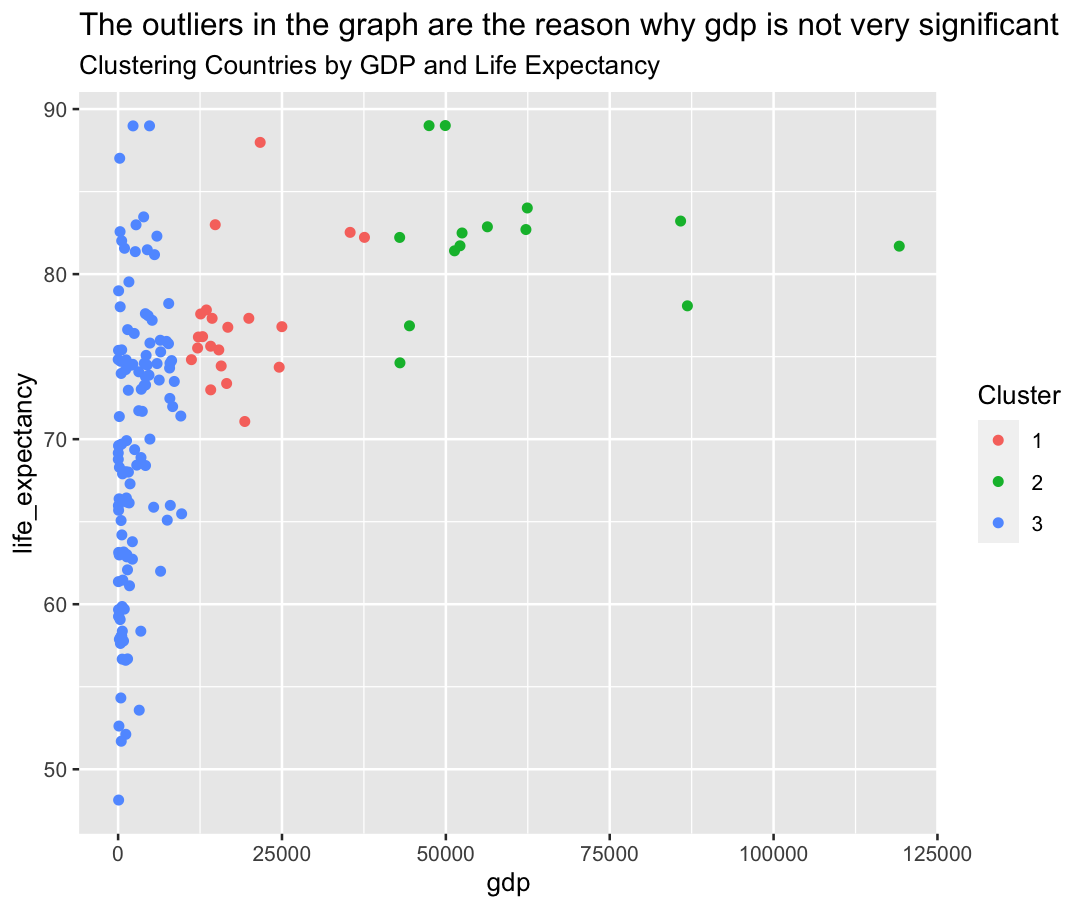 The outliers in the graph are the reason why gdp is not very significant
Clustering Countries by GDP and Life Expectancy
90
80
70
60
50
life_expectancy
0 25000 50000 75000 100000 125000
gdp
Cluster
1
2
3